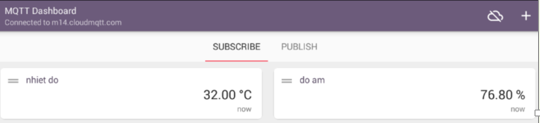 MQTT Dashboard
Connected to m14.cloudmqtt.com
SUBSCRIBE PUBLISH
nhiet do
32.00 °C
now
do am
76.80 %
now